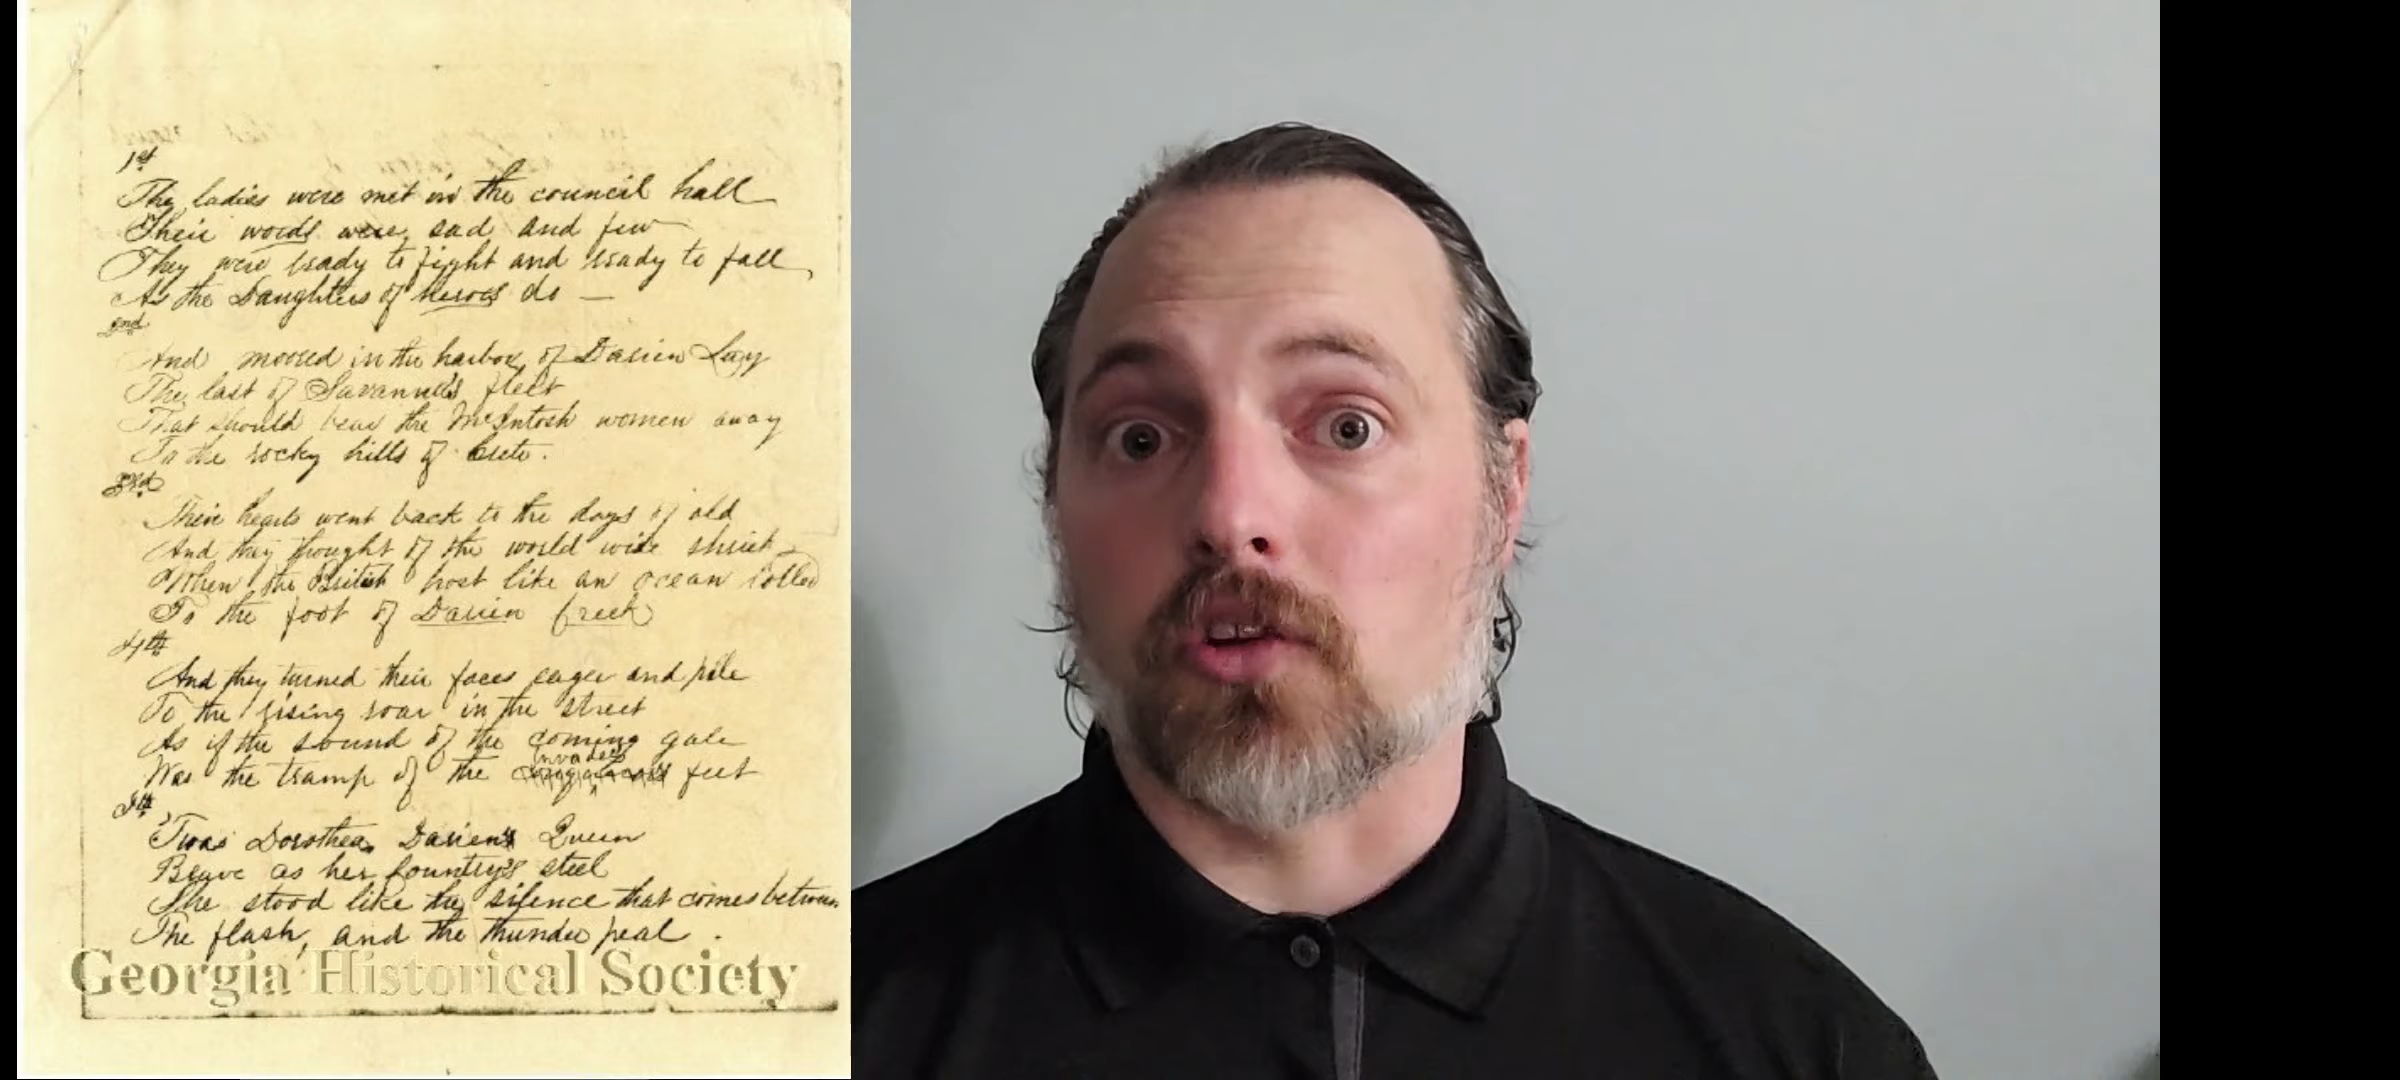 1st
The ladies were met in the council hall
Their words were sad and few
They were ready to fight and ready to fall
As the Daughters of heroes do —
2nd
And moored in the harbor of Darien Lay
The last of Savannah's fleet
That should bear the McIntosh women away
To the rocky hills of Crete.
3rd
Their hearts went back to the days of old
And they thought of the world wide shriek
When the British host like an ocean rolled
To the foot of Darien Creek
4th
And they turned their faces eager and pale
To the rising roar in the street
As if the sound of the coming gale
invader's
Was the tramp of the feet
5th
'Twas Dorothea Darien's Queen
Brave as her Country's steel
She stood like the silence that comes between
The flash, and the thunder peal.
Georgia Historical Society